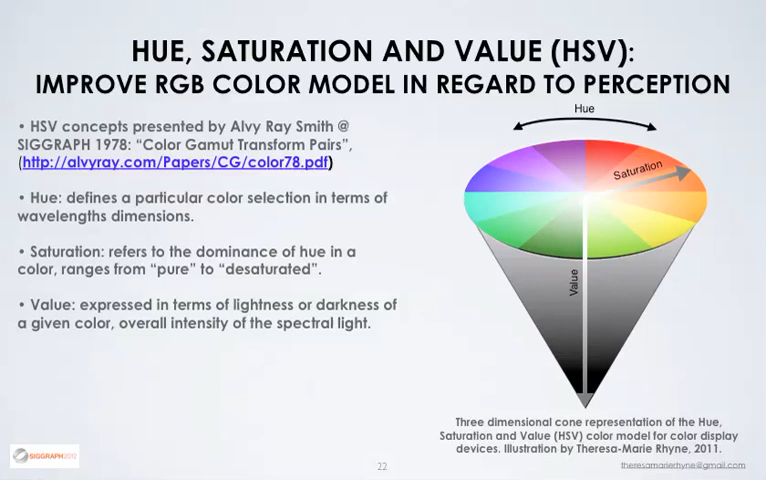 HUE, SATURATION AND VALUE (HSV):
IMPROVE RGB COLOR MODEL IN REGARD TO PERCEPTION
• HSV concepts presented by Alvy Ray Smith @
SIGGRAPH 1978: “Color Gamut Transform Pairs”,
(http://alvyray.com/Papers/CG/color78.pdf)
• Hue: defines a particular color selection in terms of
wavelengths dimensions.
• Saturation: refers to the dominance of hue in a
color, ranges from “pure” to “desaturated”.
• Value: expressed in terms of lightness or darkness of
a given color, overall intensity of the spectral light.
Hue
Saturation
Value
Three dimensional cone representation of the Hue,
Saturation and Value (HSV) color model for color display
devices. Illustration by Theresa-Marie Rhyne, 2011.
SIGGRAPH2012
22
theresamarierhyne@gmail.com